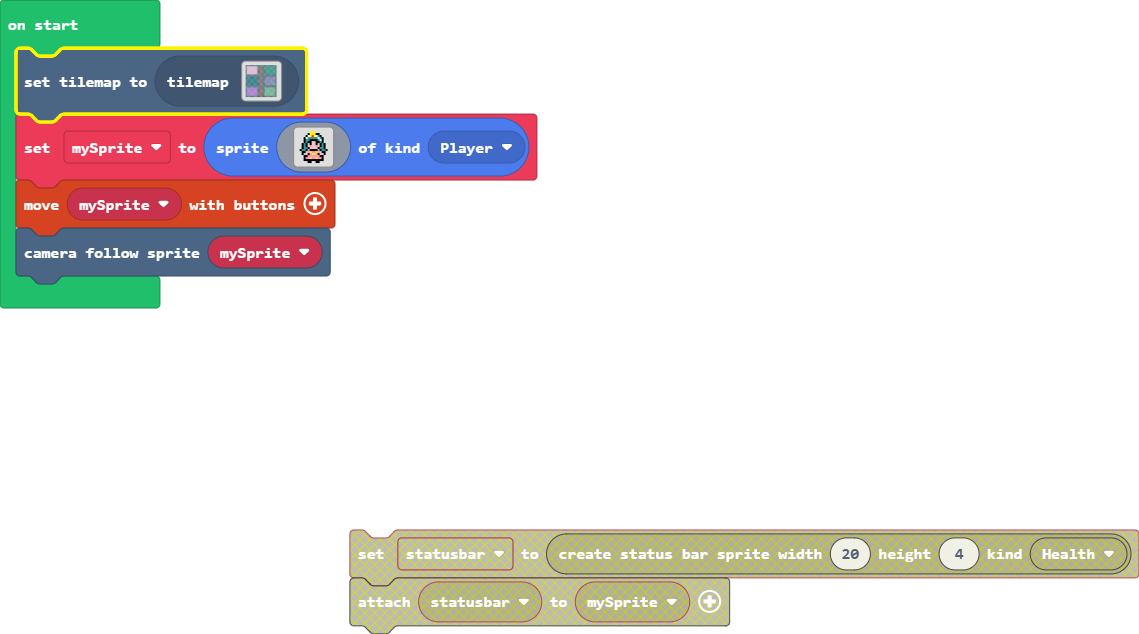 on start
set tilemap to tilemap
set mySprite to sprite of kind Player
move mySprite with buttons
camera follow sprite mySprite
set statusbar to create status bar sprite width 20 height 4 kind Health
attach statusbar to mySprite